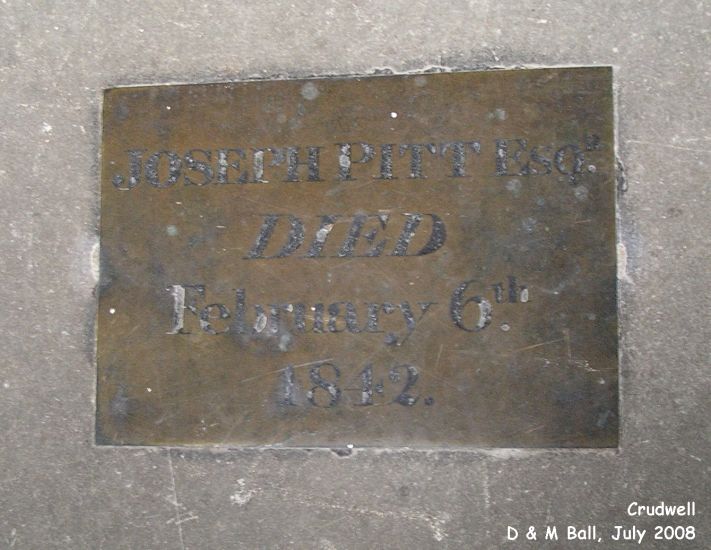 JOSEPH PITT Esqr.
DIED
February 6th.
1842.
Crudwell
D & M Ball, July 2008